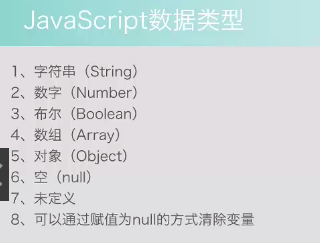 JavaScript数据类型
1、字符串（String）
2、数字（Number）
3、布尔（Boolean）
4、数组（Array）
5、对象（Object）
6、空（null）
7、未定义
8、可以通过赋值为null的方式清除变量